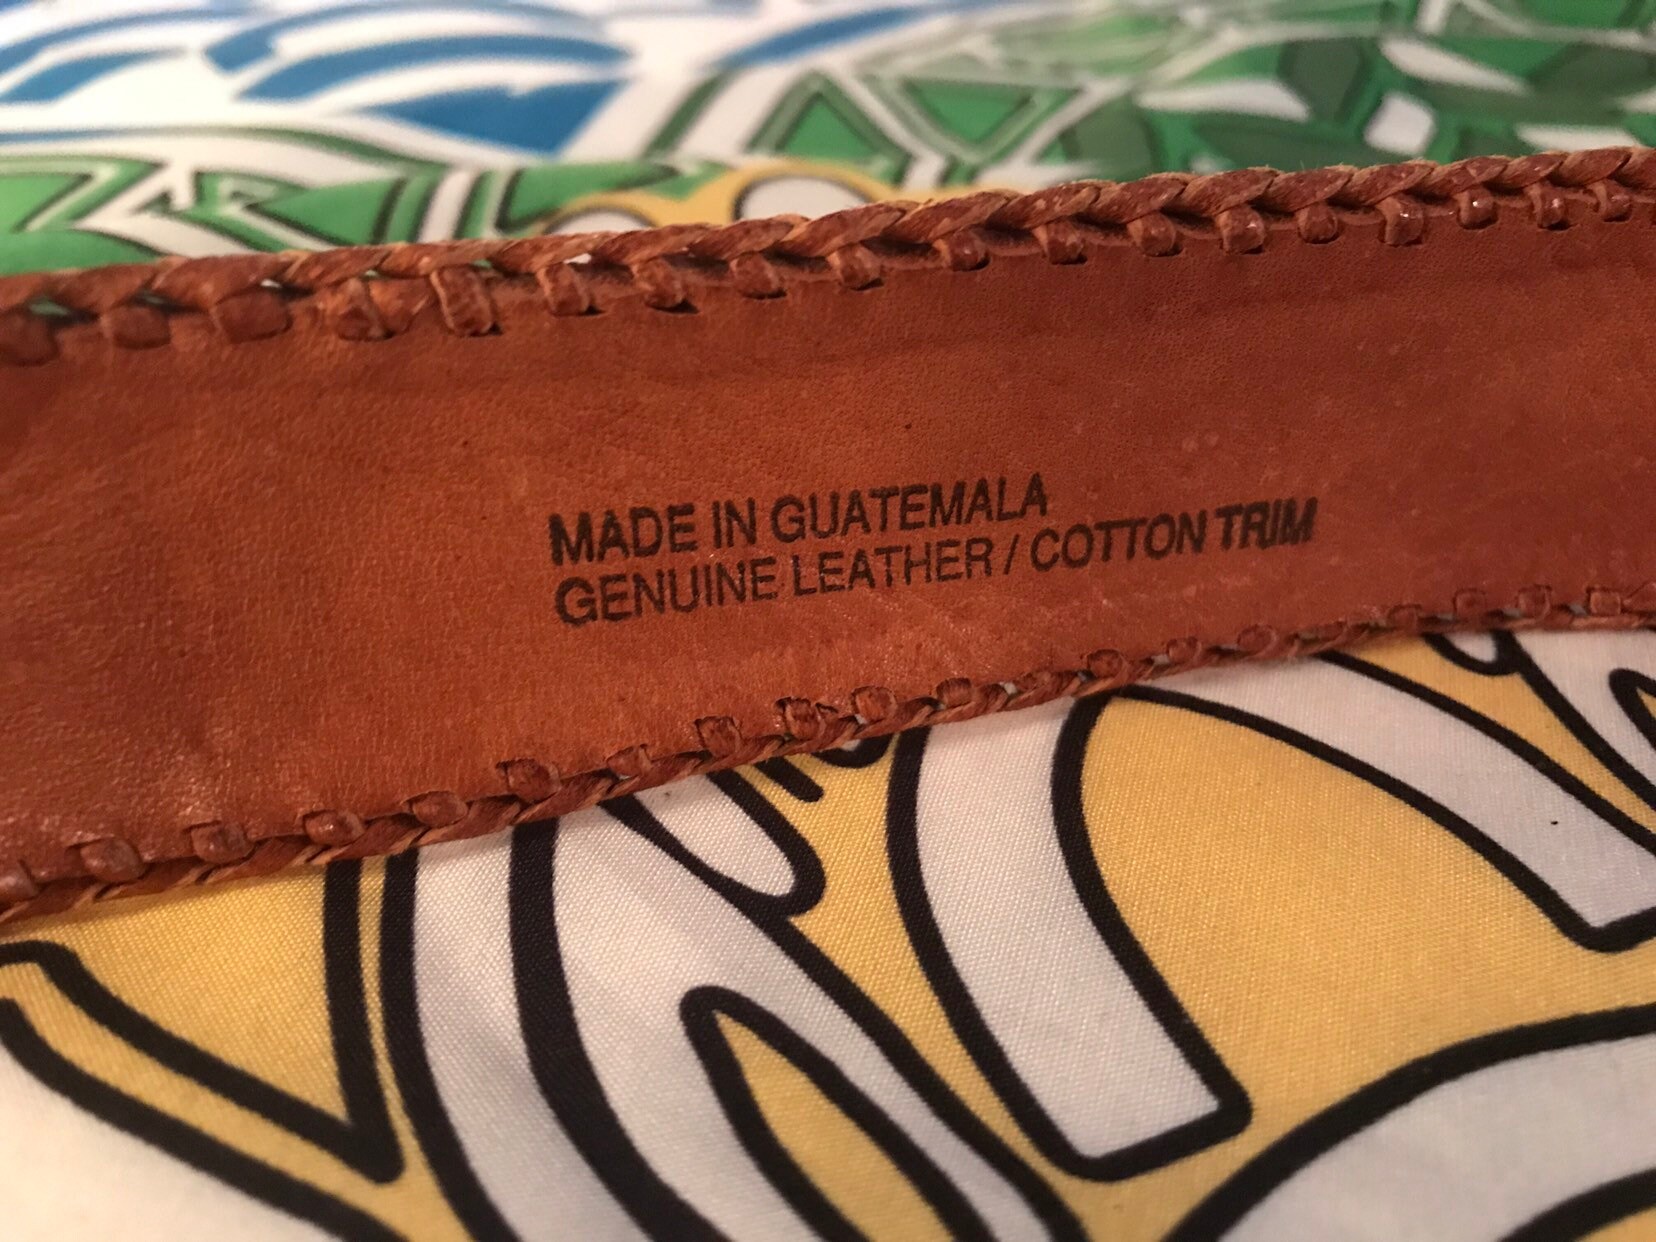 MADE IN GUATEMALA
GENUINE LEATHER / COTTON TRIM